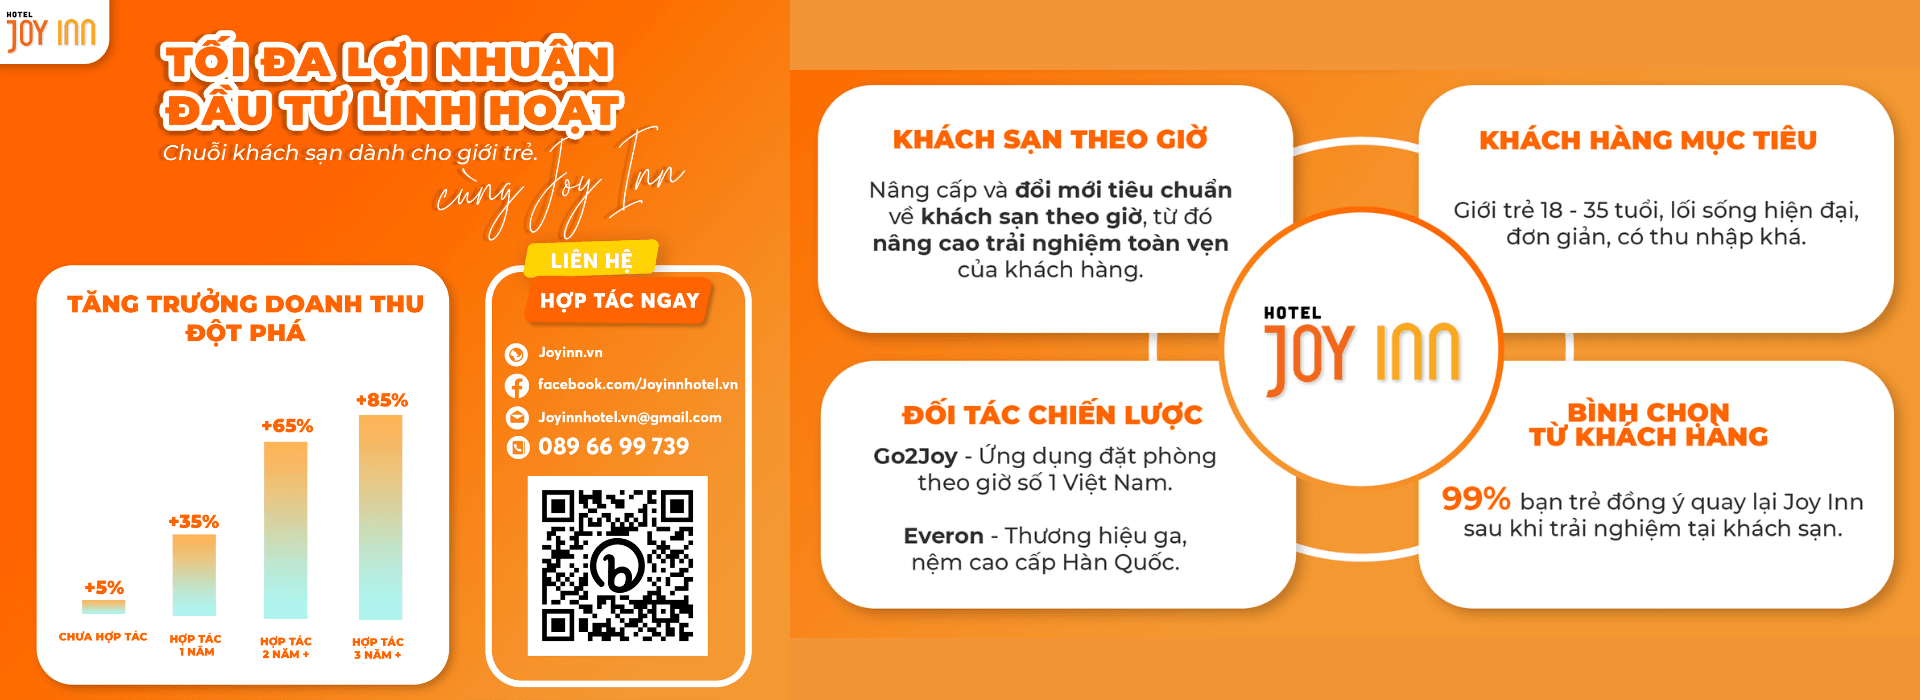 HOTEL
JOY INN
TỐI ĐA LỢI NHUẬN
ĐẦU TƯ LINH HOẠT
Chuỗi khách sạn dành cho giới trẻ.
cùng Joy Inn
TĂNG TRƯỞNG DOANH THU
ĐỘT PHÁ
+5%
+35%
+65%
+85%
CHƯA HỢP TÁC
HỢP TÁC
1 NĂM
HỢP TÁC
2 NĂM +
HỢP TÁC
3 NĂM +
LIÊN HỆ
HỢP TÁC NGAY
Joyinn.vn
facebook.com/Joyinnhotel.vn
Joyinnhotel.vn@gmail.com
089 66 99 739
KHÁCH SẠN THEO GIỜ
Nâng cấp và đổi mới tiêu chuẩn
về khách sạn theo giờ, từ đó
nâng cao trải nghiệm toàn vẹn
của khách hàng.
KHÁCH HÀNG MỤC TIÊU
Giới trẻ 18 - 35 tuổi, lối sống hiện đại,
đơn giản, có thu nhập khá.
HOTEL
JOY INN
ĐỐI TÁC CHIẾN LƯỢC
Go2Joy - Ứng dụng đặt phòng
theo giờ số 1 Việt Nam.
Everon - Thương hiệu ga,
nệm cao cấp Hàn Quốc.
BÌNH CHỌN
TỪ KHÁCH HÀNG
99% bạn trẻ đồng ý quay lại Joy Inn
sau khi trải nghiệm tại khách sạn.